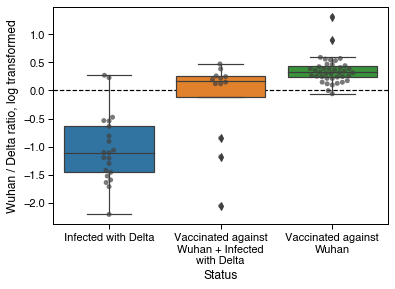 Wuhan / Delta ratio, log transformed
1.0
0.5
0.0
−0.5
−1.0
−1.5
−2.0
Infected with Delta
Vaccinated against
Wuhan + Infected
with Delta
Vaccinated against
Wuhan
Status